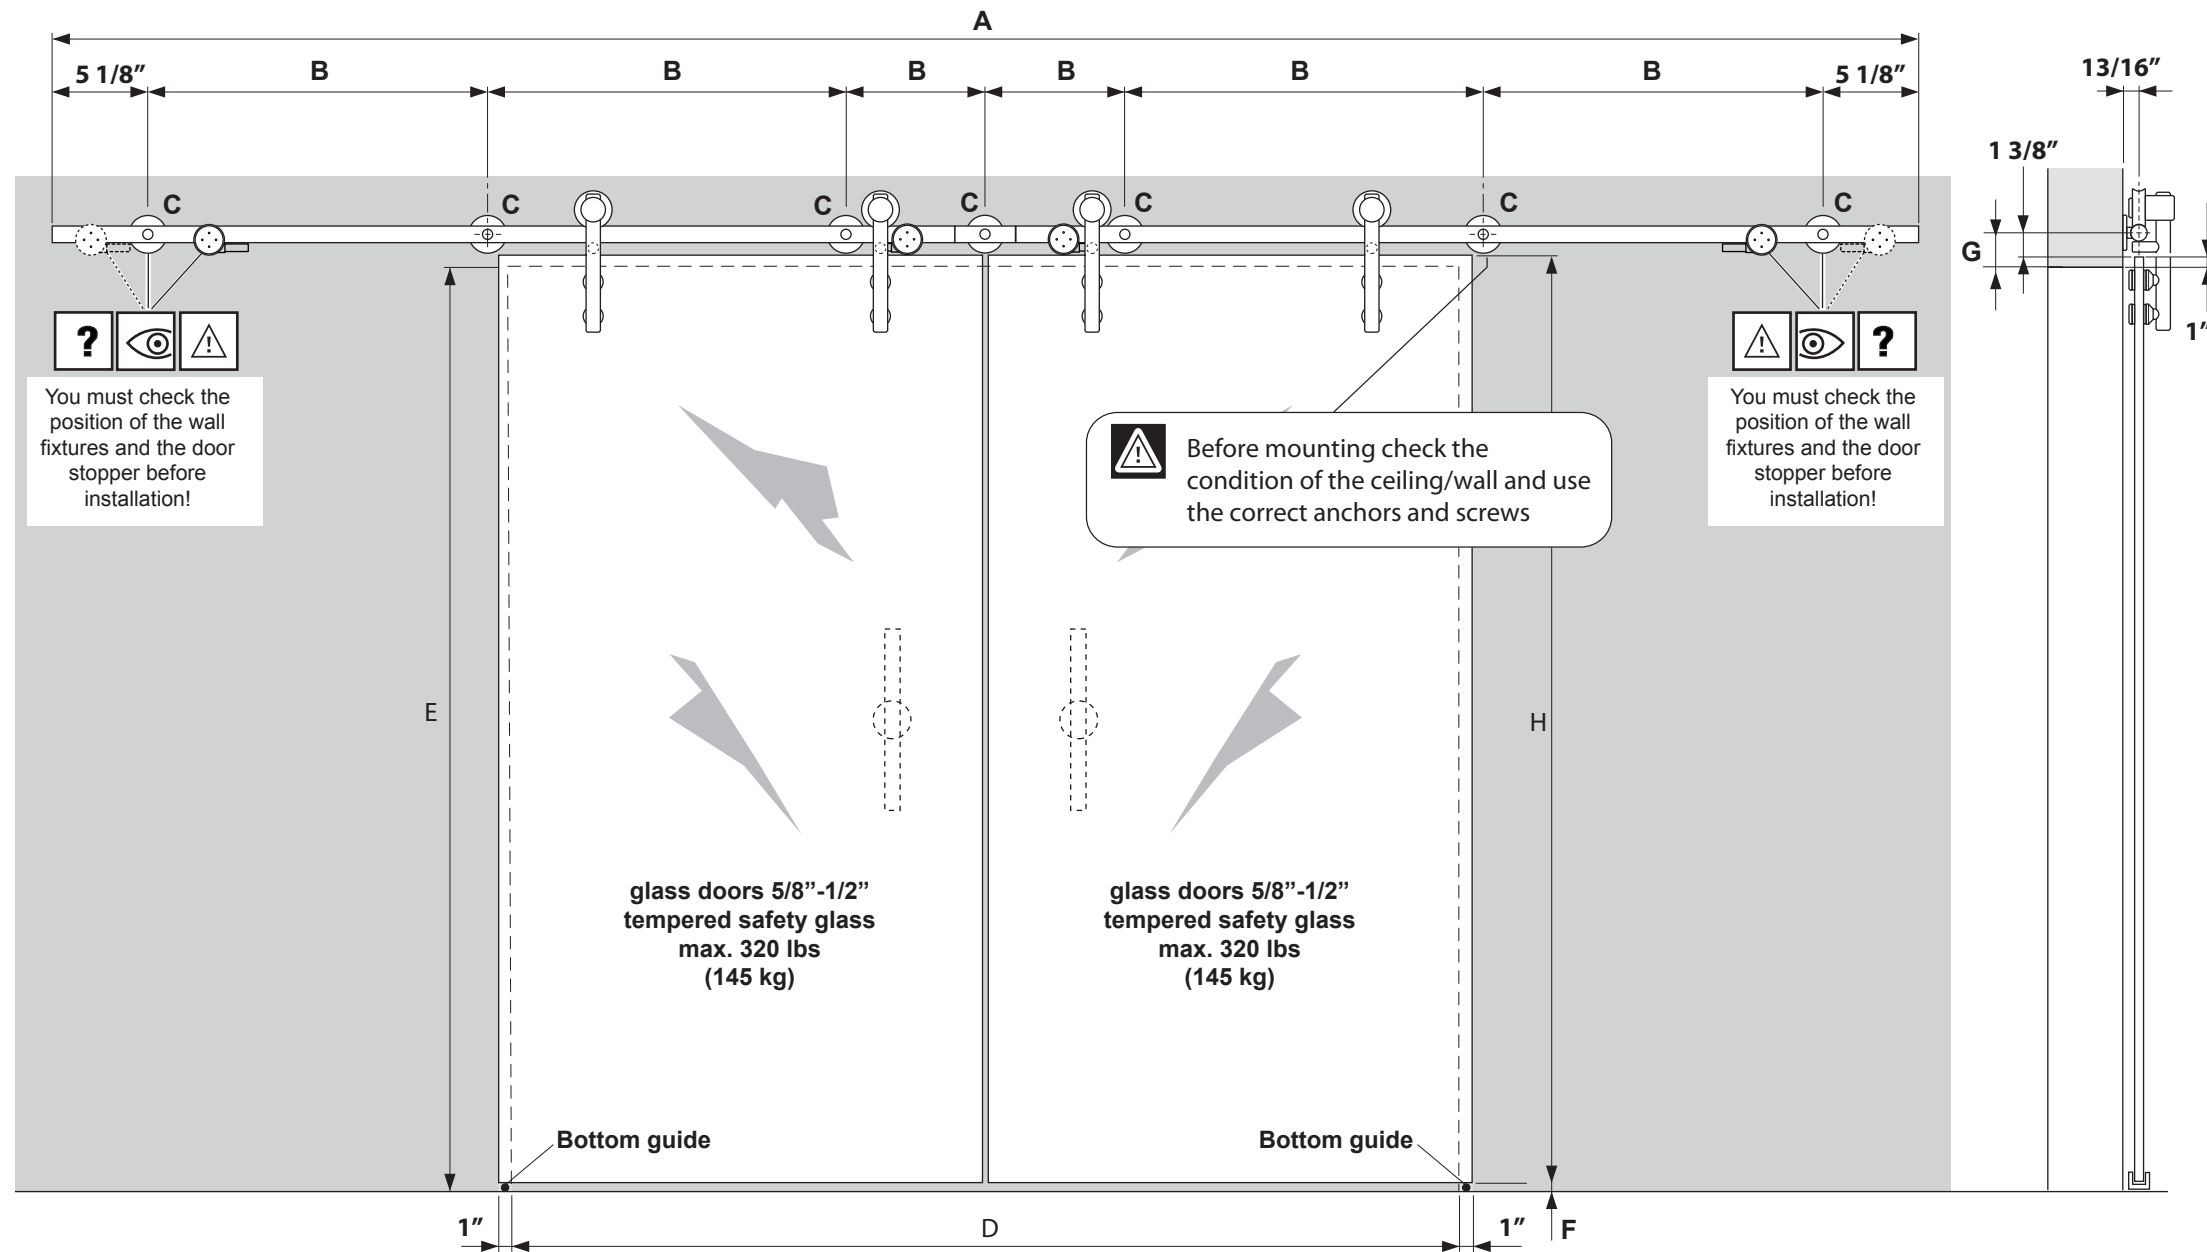 A
5 1/8″ B B B B B B 5 1/8″
13/16″
1 3/8″
C C C C C C C
G
1″
? ⚠
⚠ ?
You must check the
position of the wall
fixtures and the door
stopper before
installation!
You must check the
position of the wall
fixtures and the door
stopper before
installation!
Before mounting check the
condition of the ceiling/wall and use
the correct anchors and screws
E
H
glass doors 5/8”-1/2”
tempered safety glass
max. 320 lbs
(145 kg)
glass doors 5/8”-1/2”
tempered safety glass
max. 320 lbs
(145 kg)
Bottom guide
Bottom guide
1″ D 1″ F